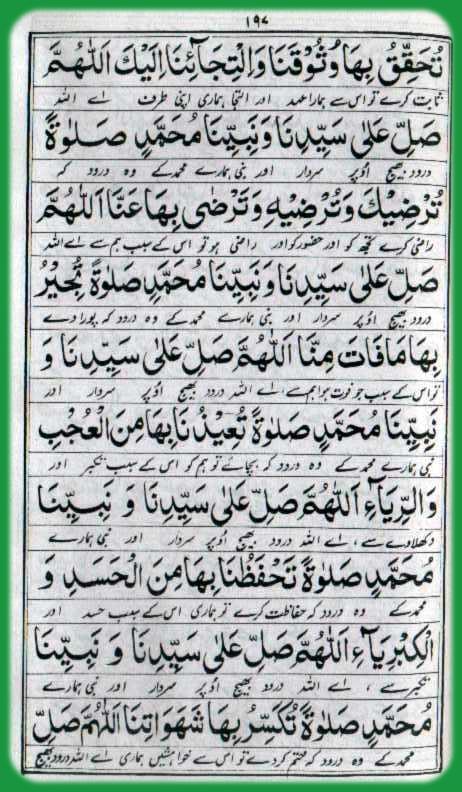 ۱۹۸
تُحَقِّقُ بِهَا وُثُوْقَنَا وَالْتِجَآئَنَا اِلَيْكَ اَللّٰهُمَّ
ثابت کرے تو اس سے ہمارا عہد اور التجا ہماری اپنی طرف اے اللہ
صَلِّ عَلٰى سَيِّدِنَا وَنَبِيِّنَا مُحَمَّدٍ صَلٰوةً
درود بھیج اوپر سردار اور نبی ہمارے محمد کے وہ درود کہ
تُرْضِيْكَ وَتُرْضِيْهِ وَتَرْضٰى بِهَا عَنَّا اَللّٰهُمَّ
راضی کرے تجھ کو اور حضور کو اور راضی ہو تو اس کے سبب ہم سے اے اللہ
صَلِّ عَلٰى سَيِّدِنَا وَنَبِيِّنَا مُحَمَّدٍ صَلٰوةً تُجِيْرُ
درود بھیج اوپر سردار اور نبی ہمارے محمد کے وہ درود کہ پورا دے
بِهَا مَافَاتَ مِنَّا اَللّٰهُمَّ صَلِّ عَلٰى سَيِّدِنَا وَ
تو اس کے سبب جو فوت ہوا ہم سے، اے اللہ درود بھیج اوپر سردار اور
نَبِيِّنَا مُحَمَّدٍ صَلٰوةً تُعِيْذُنَا بِهَا مِنَ الْعُجْبِ
نبی ہمارے محمد کے وہ درود کہ بچائے تو ہم کو اس کے سبب تکبر اور
وَالرِّيَآءِ اَللّٰهُمَّ صَلِّ عَلٰى سَيِّدِنَا وَ نَبِيِّنَا
دکھلاوے سے، اے اللہ درود بھیج اوپر سردار اور نبی ہمارے
مُحَمَّدٍ صَلٰوةً تَحْفَظُنَا بِهَا مِنَ الْحَسَدِ وَ
محمد کے وہ درود کہ حفاظت کرے تو ہماری اس کے سبب حسد اور
الْكِبْرِيَآءِ اَللّٰهُمَّ صَلِّ عَلٰى سَيِّدِنَا وَ نَبِيِّنَا
تکبر سے، اے اللہ درود بھیج اوپر سردار اور نبی ہمارے
مُحَمَّدٍ صَلٰوةً تُكَسِّرُ بِهَا شَهَوَاتِنَا اَللّٰهُمَّ صَلِّ
محمد کے وہ درود کہ ختم کر دے تو اس سے خواہشیں ہماری اے اللہ درود بھیج